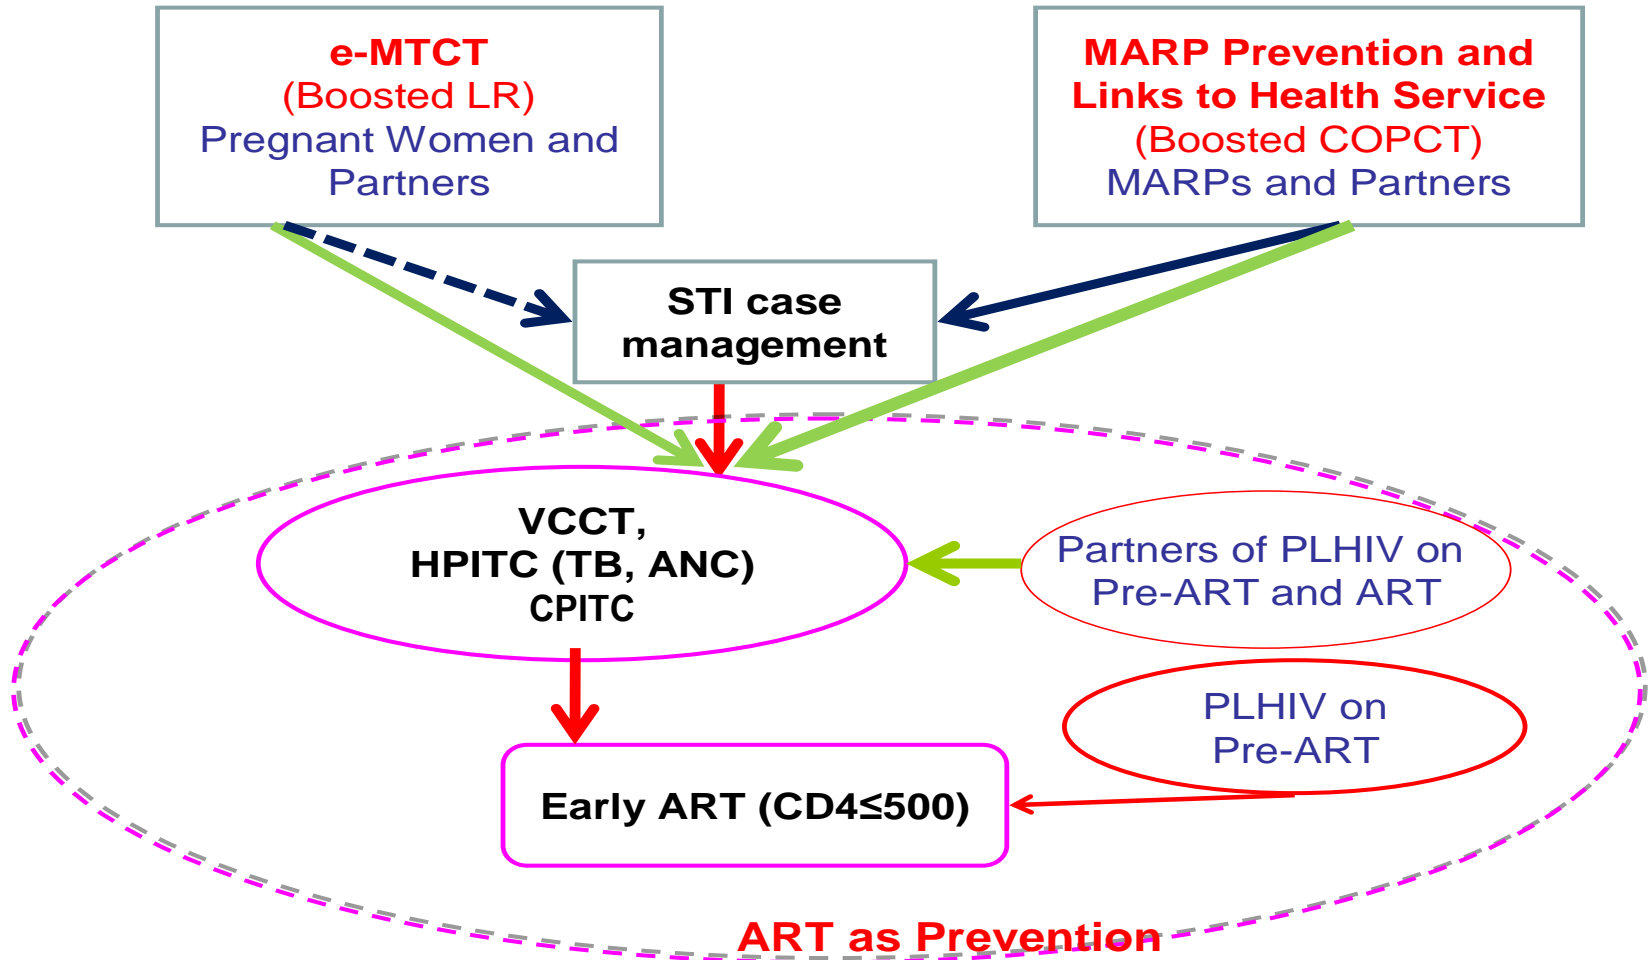 e-MTCT
(Boosted LR)
Pregnant Women and
Partners
MARP Prevention and
Links to Health Service
(Boosted COPCT)
MARPs and Partners
STI case
management
VCCT,
HPITC (TB, ANC)
CPITC
Partners of PLHIV on
Pre-ART and ART
PLHIV on
Pre-ART
Early ART (CD4≤500)
ART as Prevention